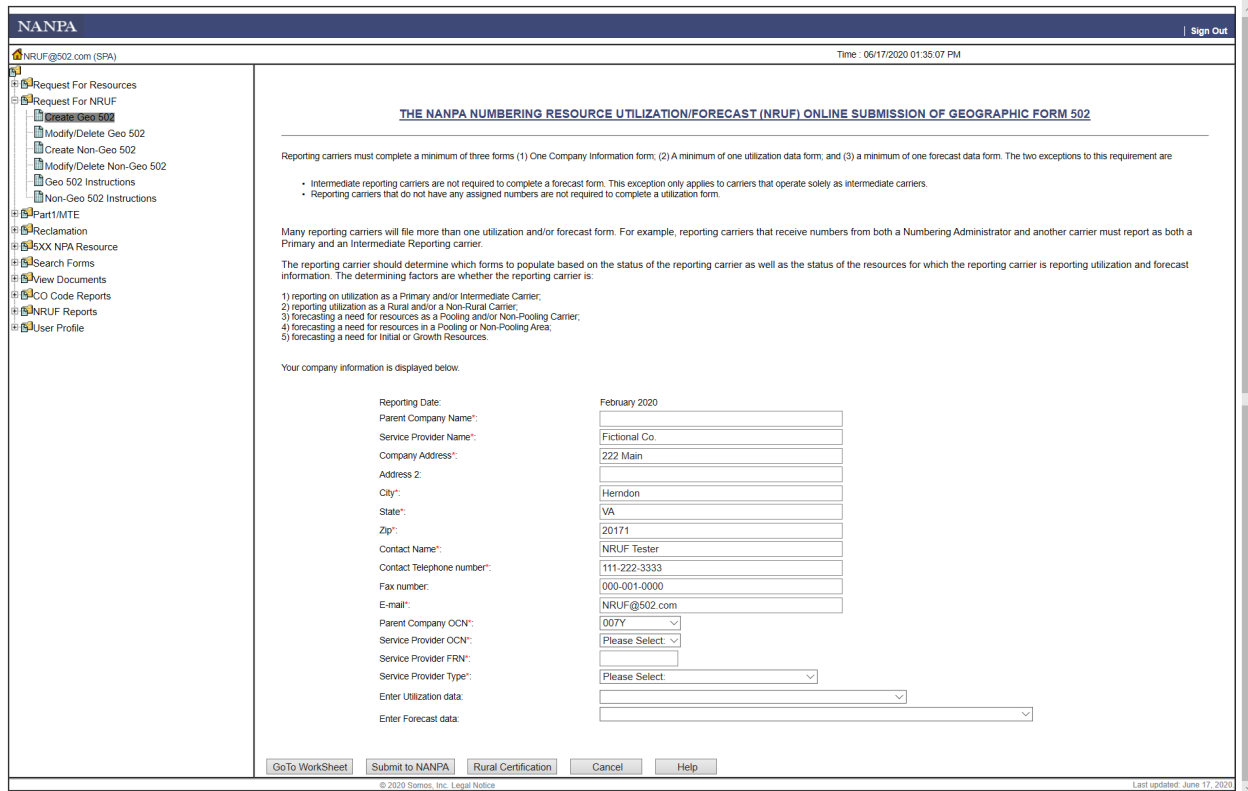 NANPA
| Sign Out
NRUF@502.com (SPA)
Time : 06/17/2020 01:35:07 PM
Request For Resources
Request For NRUF
Create Geo 502
Modify/Delete Geo 502
Create Non-Geo 502
Modify/Delete Non-Geo 502
Geo 502 Instructions
Non-Geo 502 Instructions
Part1/MTE
Reclamation
5XX NPA Resource
Search Forms
View Documents
CO Code Reports
NRUF Reports
User Profile
THE NANPA NUMBERING RESOURCE UTILIZATION/FORECAST (NRUF) ONLINE SUBMISSION OF GEOGRAPHIC FORM 502
Reporting carriers must complete a minimum of three forms (1) One Company Information form; (2) A minimum of one utilization data form; and (3) a minimum of one forecast data form. The two exceptions to this requirement are
• Intermediate reporting carriers are not required to complete a forecast form. This exception only applies to carriers that operate solely as intermediate carriers.
• Reporting carriers that do not have any assigned numbers are not required to complete a utilization form.
Many reporting carriers will file more than one utilization and/or forecast form. For example, reporting carriers that receive numbers from both a Numbering Administrator and another carrier must report as both a
Primary and an Intermediate Reporting carrier.
The reporting carrier should determine which forms to populate based on the status of the reporting carrier as well as the status of the resources for which the reporting carrier is reporting utilization and forecast
information. The determining factors are whether the reporting carrier is:
1) reporting on utilization as a Primary and/or Intermediate Carrier;
2) reporting utilization as a Rural and/or a Non-Rural Carrier;
3) forecasting a need for resources as a Pooling and/or Non-Pooling Carrier;
4) forecasting a need for resources in a Pooling or Non-Pooling Area;
5) forecasting a need for Initial or Growth Resources.
Your company information is displayed below.
Reporting Date: February 2020
Parent Company Name*:
Service Provider Name*: Fictional Co.
Company Address*: 222 Main
Address 2:
City*: Herndon
State*: VA
Zip*: 20171
Contact Name*: NRUF Tester
Contact Telephone number*: 111-222-3333
Fax number: 000-001-0000
E-mail*: NRUF@502.com
Parent Company OCN*: 007Y
Service Provider OCN*: Please Select:
Service Provider FRN*:
Service Provider Type*: Please Select:
Enter Utilization data:
Enter Forecast data:
GoTo WorkSheet Submit to NANPA Rural Certification Cancel Help
© 2020 Somos, Inc. Legal Notice
Last updated: June 17, 2020